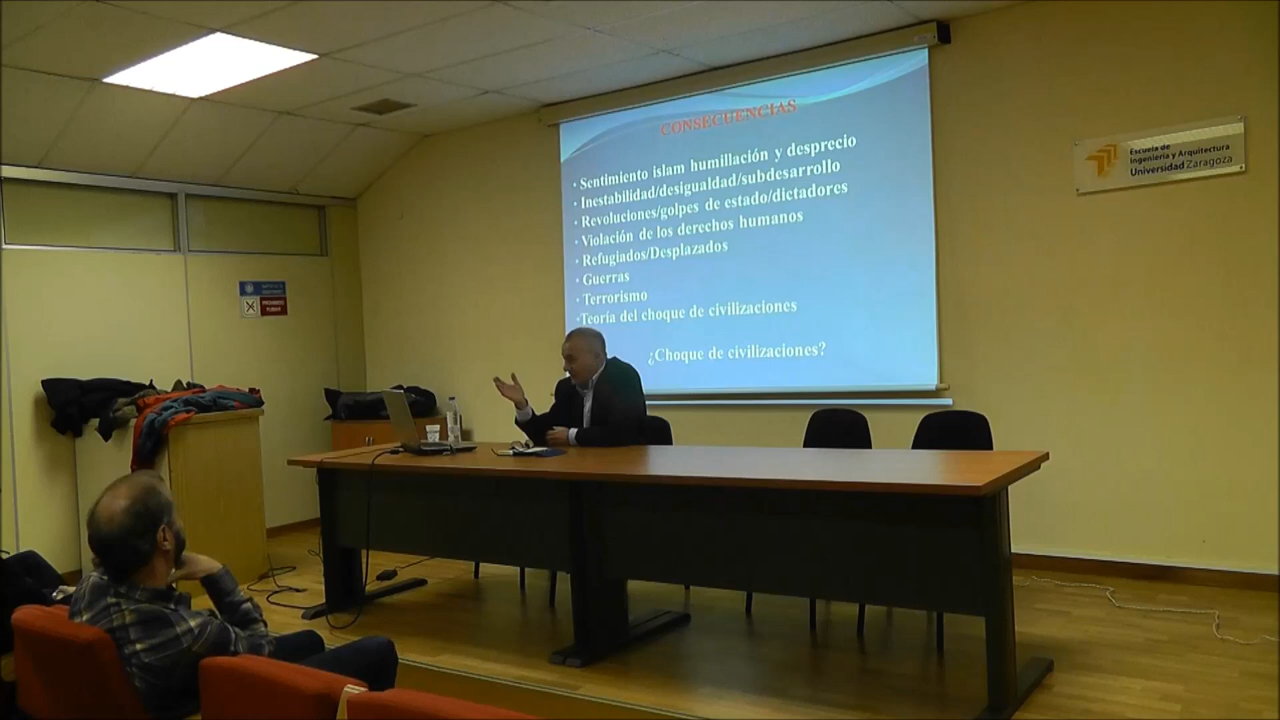 CONSECUENCIAS
• Sentimiento islam humillación y desprecio
• Inestabilidad/desigualdad/subdesarrollo
• Revoluciones/golpes de estado/dictadores
• Violación de los derechos humanos
• Refugiados/Desplazados
• Guerras
• Terrorismo
•Teoría del choque de civilizaciones
¿Choque de civilizaciones?
Escuela de
Ingeniería y Arquitectura
Universidad Zaragoza